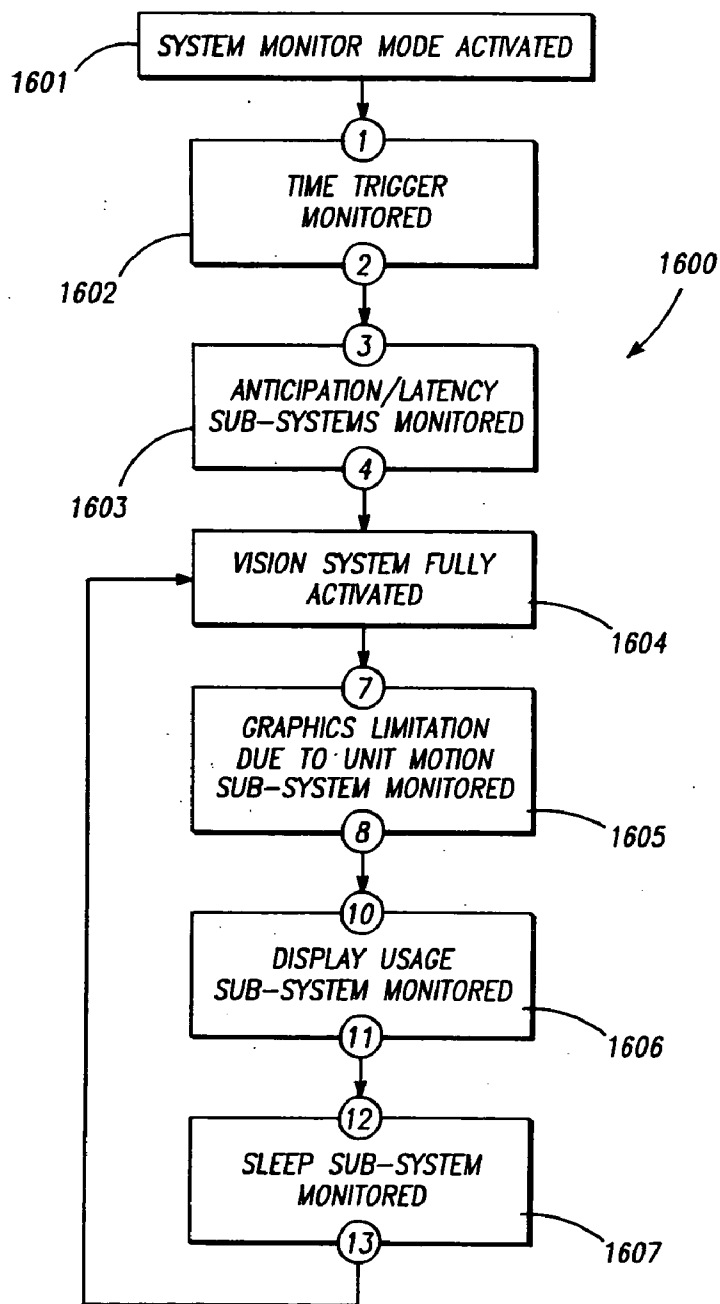 SYSTEM MONITOR MODE ACTIVATED
1601
1
TIME TRIGGER
MONITORED
2
1602
1600
3
ANTICIPATION/LATENCY
SUB-SYSTEMS MONITORED
4
1603
VISION SYSTEM FULLY
ACTIVATED
1604
7
GRAPHICS LIMITATION
DUE TO UNIT MOTION
SUB-SYSTEM MONITORED
8
1605
10
DISPLAY USAGE
SUB-SYSTEM MONITORED
11
1606
12
SLEEP SUB-SYSTEM
MONITORED
13
1607